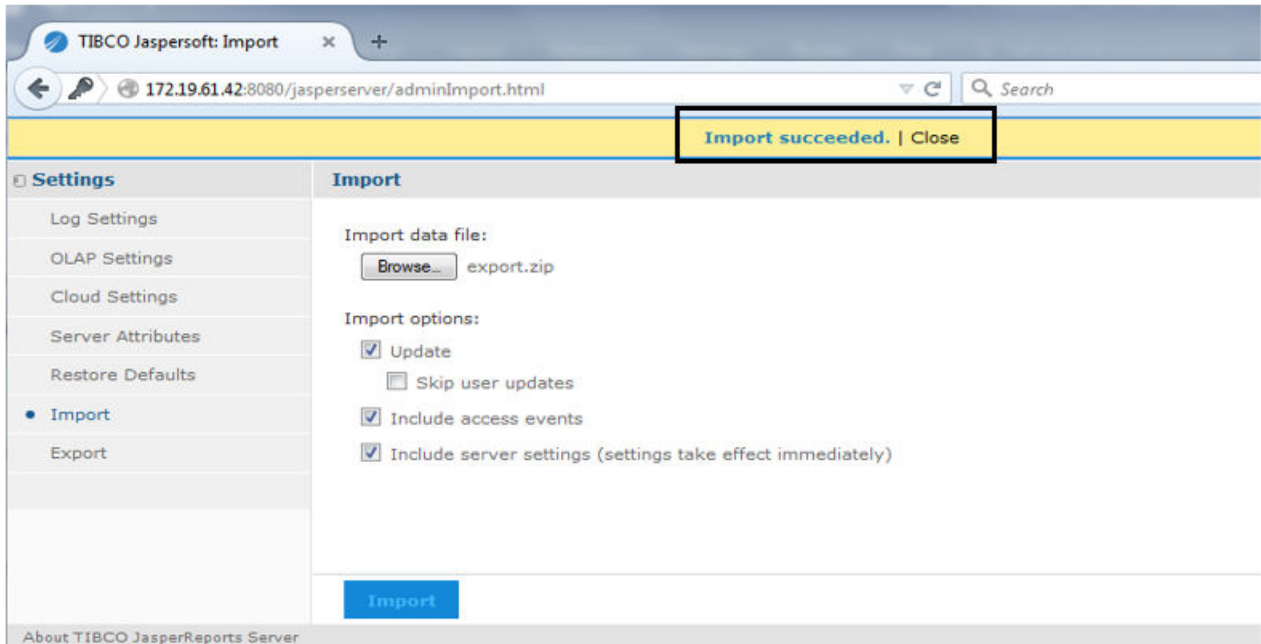 TIBCO Jaspersoft: Import
172.19.61.42:8080/jasperserver/adminImport.html
Search
Import succeeded. | Close
Settings
Import
Log Settings
OLAP Settings
Cloud Settings
Server Attributes
Restore Defaults
Import
Export
Import data file:
Browse... export.zip
Import options:
Update
Skip user updates
Include access events
Include server settings (settings take effect immediately)
Import
About TIBCO JasperReports Server